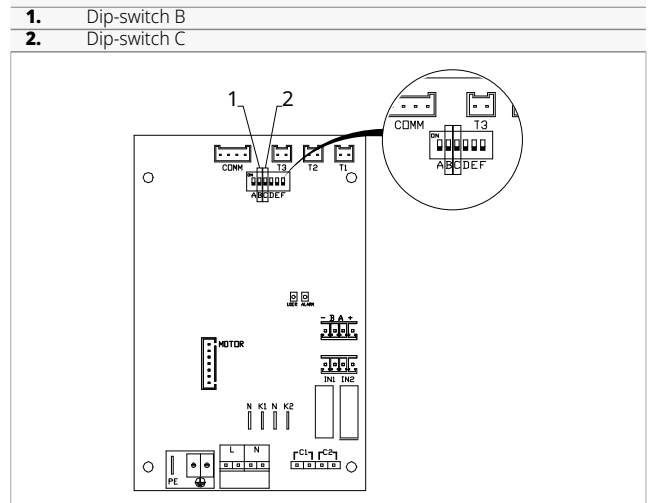 1. Dip-switch B
2. Dip-switch C
1 2
COMM T3
ON
ABCDEF
COMM T3 T2 T1
ON
ABCDEF
USER ALARM
- B A +
MOTOR
IN1 IN2
N K1 N K2
L N
C1 C2
PE